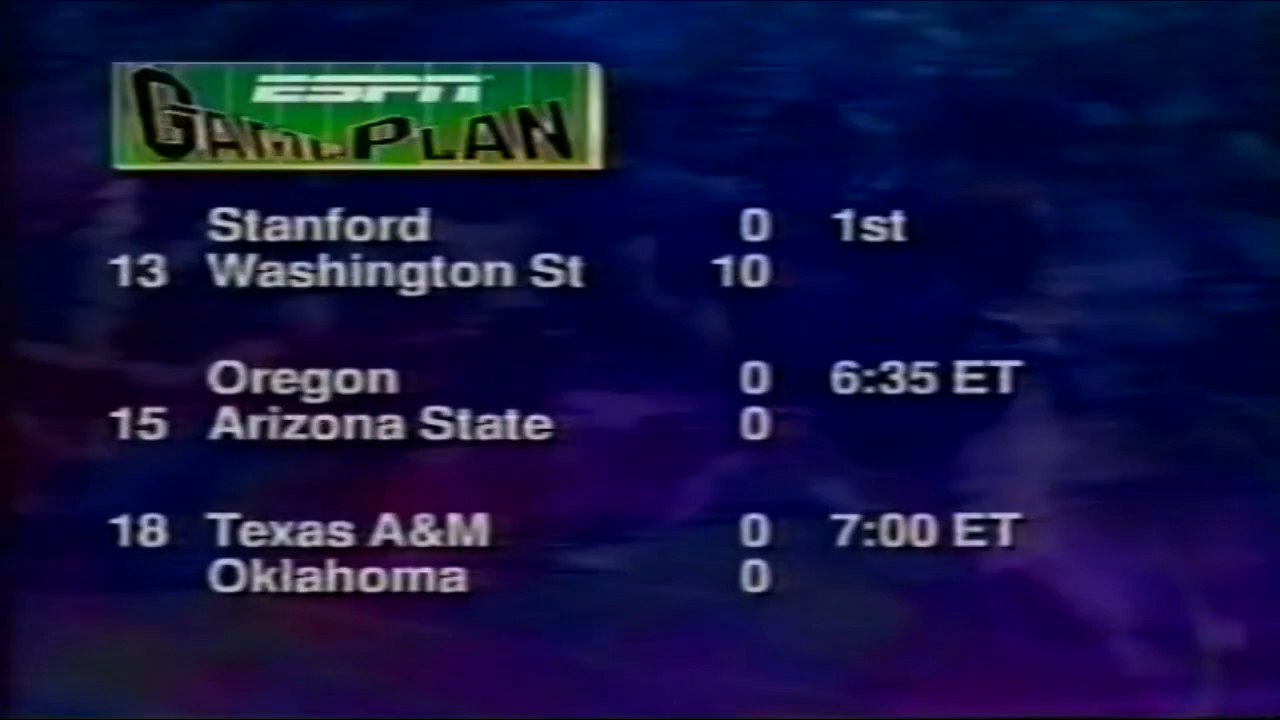 ESPN
GAMEPLAN
Stanford 0 1st
13 Washington St 10
Oregon 0 6:35 ET
15 Arizona State 0
18 Texas A&M 0 7:00 ET
Oklahoma 0